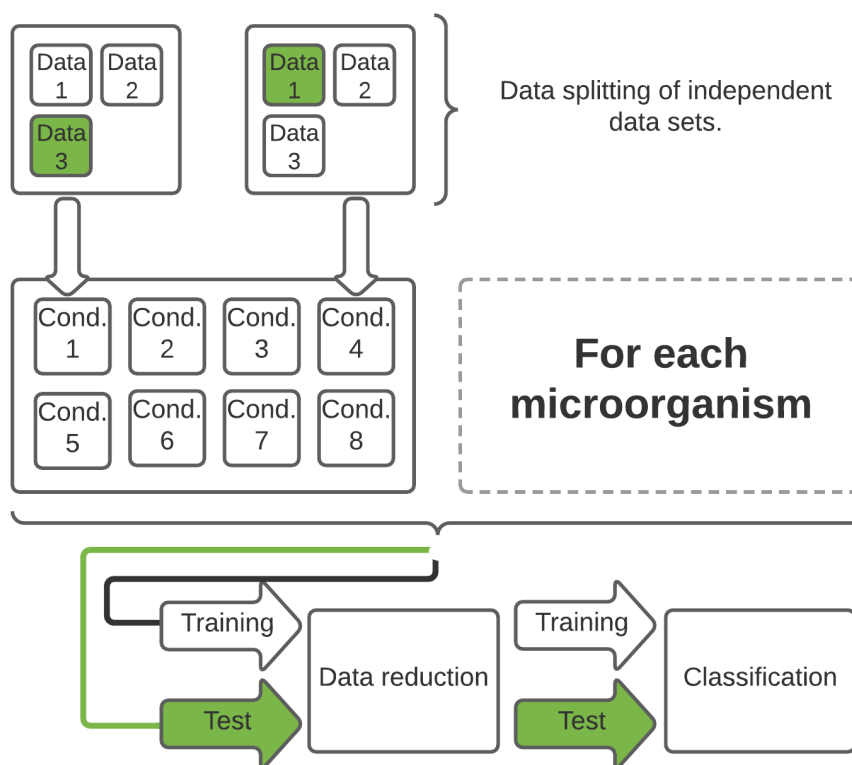 Data
1
Data
2
Data
3
Data
1
Data
2
Data
3
Data splitting of independent
data sets.
Cond.
1
Cond.
2
Cond.
3
Cond.
4
Cond.
5
Cond.
6
Cond.
7
Cond.
8
For each
microorganism
Training
Test
Data reduction
Training
Test
Classification